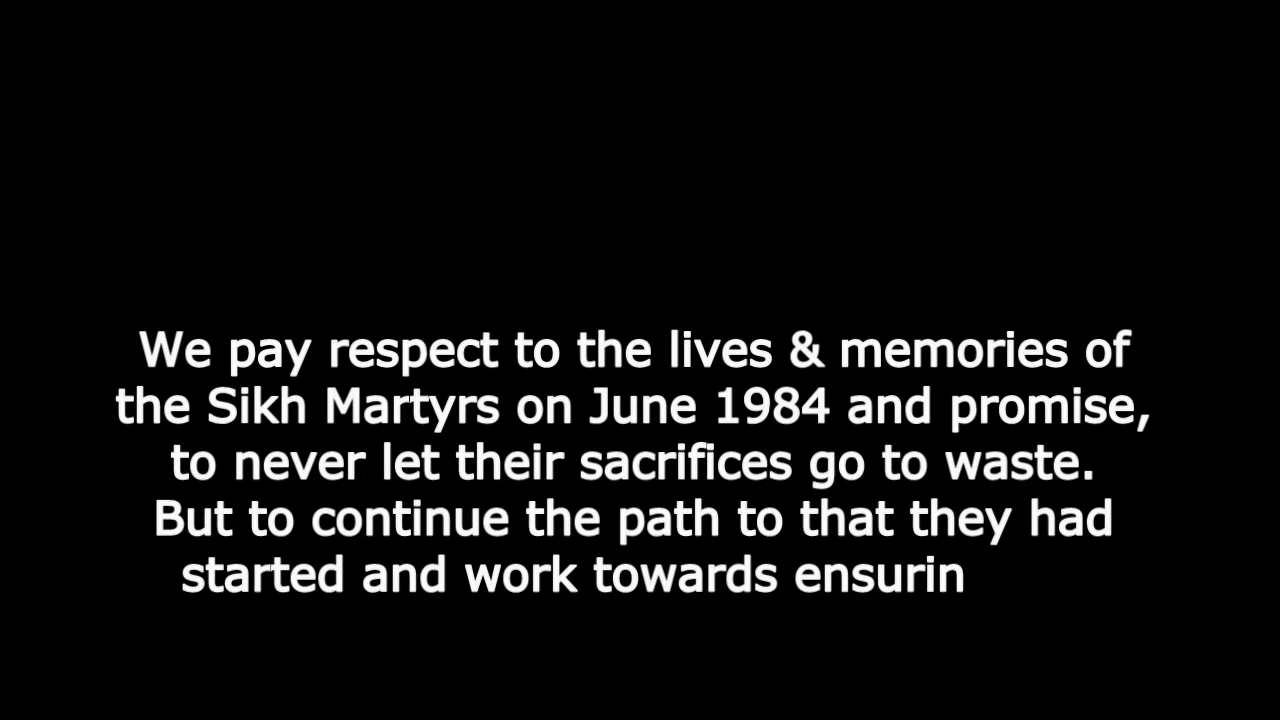 We pay respect to the lives & memories of
the Sikh Martyrs on June 1984 and promise,
to never let their sacrifices go to waste.
But to continue the path to that they had
started and work towards ensurin